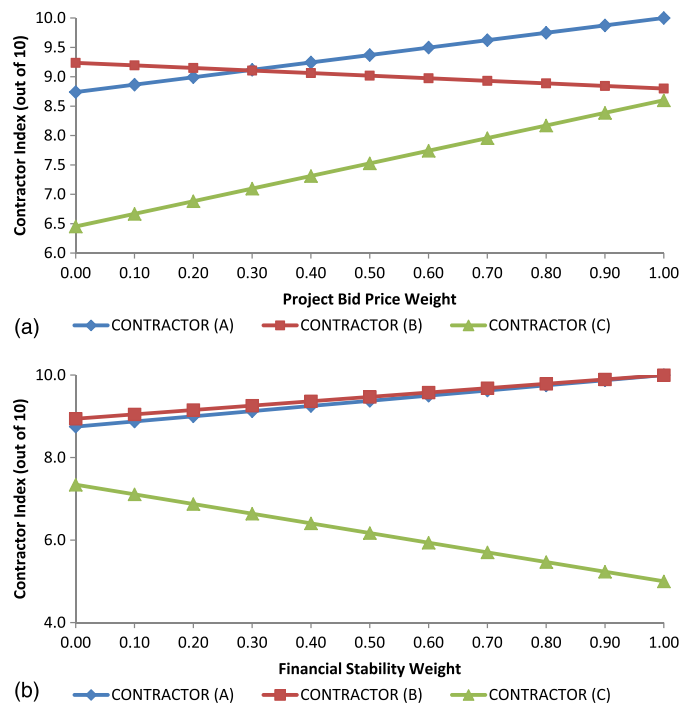 Contractor Index (out of 10)
10.0
9.5
9.0
8.5
8.0
7.5
7.0
6.5
6.0
0.00 0.10 0.20 0.30 0.40 0.50 0.60 0.70 0.80 0.90 1.00
Project Bid Price Weight
(a)
CONTRACTOR (A) CONTRACTOR (B) CONTRACTOR (C)
Contractor Index (out of 10)
10.0
8.0
6.0
4.0
0.00 0.10 0.20 0.30 0.40 0.50 0.60 0.70 0.80 0.90 1.00
Financial Stability Weight
(b)
CONTRACTOR (A) CONTRACTOR (B) CONTRACTOR (C)